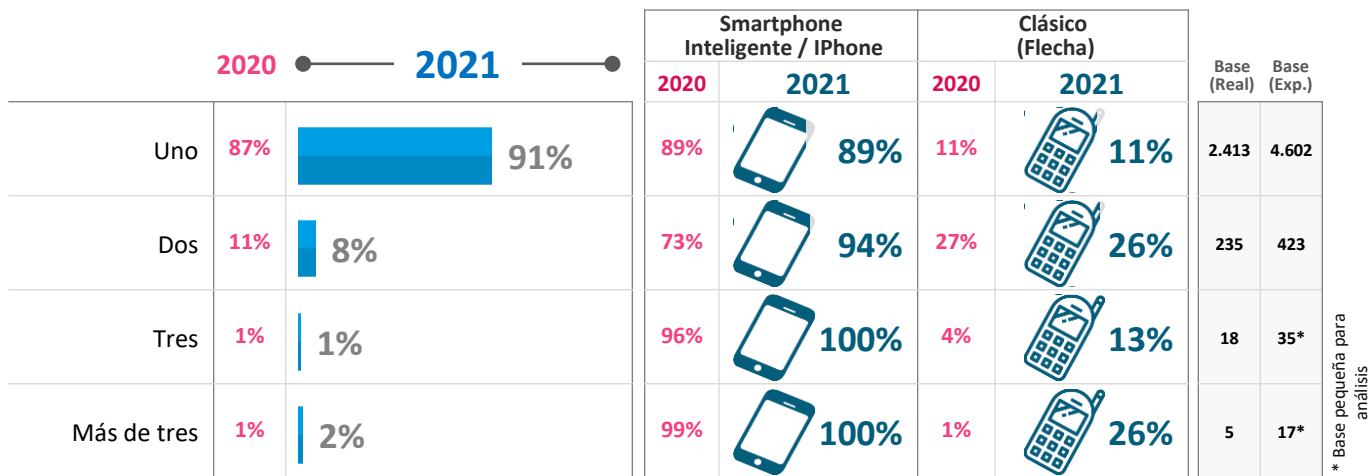 Smartphone
Inteligente / IPhone
Clásico
(Flecha)
2020
2021
2020
2021
2020
2021
Base
(Real)
Base
(Exp.)
Uno
87%
91%
89%
89%
11%
11%
2.413
4.602
Dos
11%
8%
73%
94%
27%
26%
235
423
Tres
1%
1%
96%
100%
4%
13%
18
35*
Más de tres
1%
2%
99%
100%
1%
26%
5
17*
* Base pequeña para
análisis